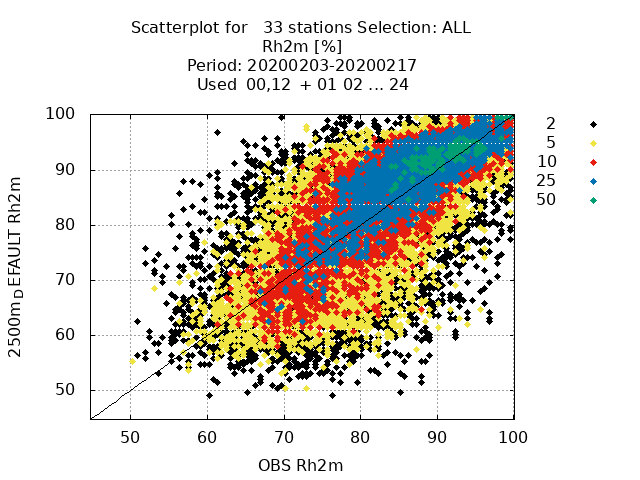 Scatterplot for 33 stations Selection: ALL
Rh2m [%]
Period: 20200203-20200217
Used 00,12 + 01 02 ... 24
100
90
80
70
60
50
2500m_DEFAULT Rh2m
50 60 70 80 90 100
OBS Rh2m
2
5
10
25
50